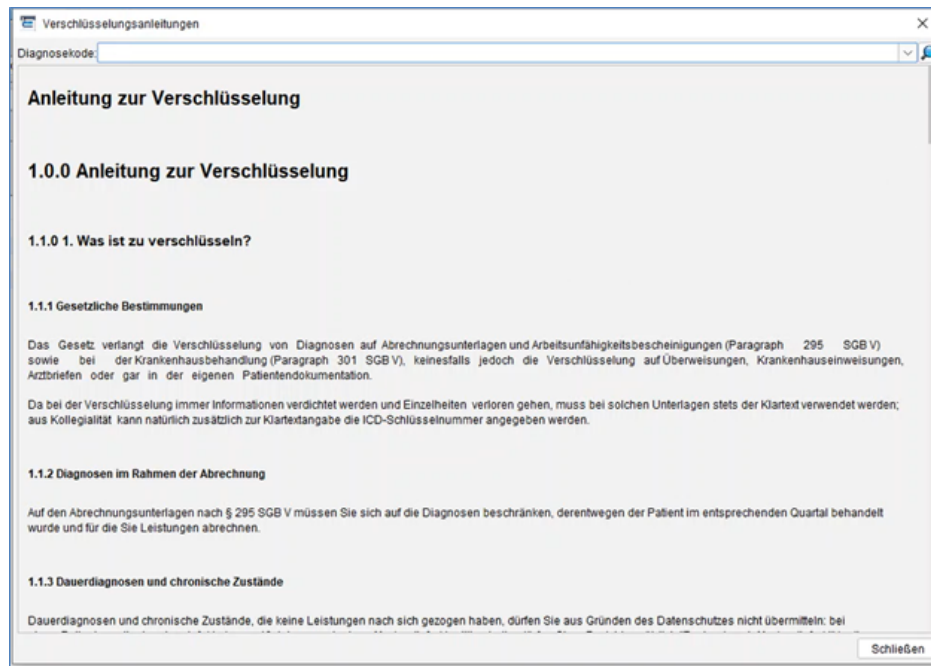 Verschlüsselungsanleitungen
Diagnosekode:
Anleitung zur Verschlüsselung
1.0.0 Anleitung zur Verschlüsselung
1.1.0 1. Was ist zu verschlüsseln?
1.1.1 Gesetzliche Bestimmungen
Das Gesetz verlangt die Verschlüsselung von Diagnosen auf Abrechnungsunterlagen und Arbeitsunfähigkeitsbescheinigungen (Paragraph 295 SGB V)
sowie bei der Krankenhausbehandlung (Paragraph 301 SGB V), keinesfalls jedoch die Verschlüsselung auf Überweisungen, Krankenhauseinweisungen,
Arztbriefen oder gar in der eigenen Patientendokumentation.
Da bei der Verschlüsselung immer Informationen verdichtet werden und Einzelheiten verloren gehen, muss bei solchen Unterlagen stets der Klartext verwendet werden;
aus Kollegialität kann natürlich zusätzlich zur Klartextangabe die ICD-Schlüsselnummer angegeben werden.
1.1.2 Diagnosen im Rahmen der Abrechnung
Auf den Abrechnungsunterlagen nach § 295 SGB V müssen Sie sich auf die Diagnosen beschränken, derentwegen der Patient im entsprechenden Quartal behandelt
wurde und für die Sie Leistungen abrechnen.
1.1.3 Dauerdiagnosen und chronische Zustände
Dauerdiagnosen und chronische Zustände, die keine Leistungen nach sich gezogen haben, dürfen Sie aus Gründen des Datenschutzes nicht übermitteln: bei
Schließen